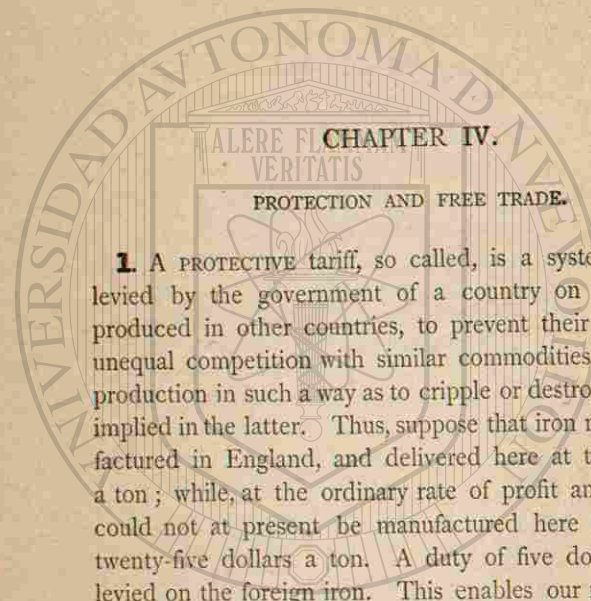 CHAPTER IV.
PROTECTION AND FREE TRADE.
1. A PROTECTIVE tariff, so called, is a syste
levied by the government of a country on
produced in other countries, to prevent their
unequal competition with similar commodities
production in such a way as to cripple or destro
implied in the latter. Thus, suppose that iron
factured in England, and delivered here at t
a ton; while, at the ordinary rate of profit an
could not at present be manufactured here
twenty-five dollars a ton. A duty of five do
levied on the foreign iron. This enables our
ALERE FLAMMAM
VERITATIS